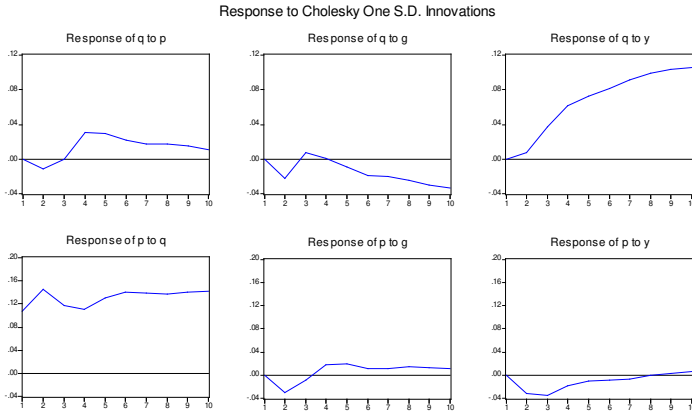 Response to Cholesky One S.D. Innovations
Response of q to p
Response of q to g
Response of q to y
.12
.08
.04
.00
-.04
1 2 3 4 5 6 7 8 9 10
.12
.08
.04
.00
-.04
1 2 3 4 5 6 7 8 9 10
.12
.08
.04
.00
-.04
1 2 3 4 5 6 7 8 9 10
Response of p to q
Response of p to g
Response of p to y
.20
.16
.12
.08
.04
.00
-.04
1 2 3 4 5 6 7 8 9 10
.20
.16
.12
.08
.04
.00
-.04
1 2 3 4 5 6 7 8 9 10
.20
.16
.12
.08
.04
.00
-.04
1 2 3 4 5 6 7 8 9 10